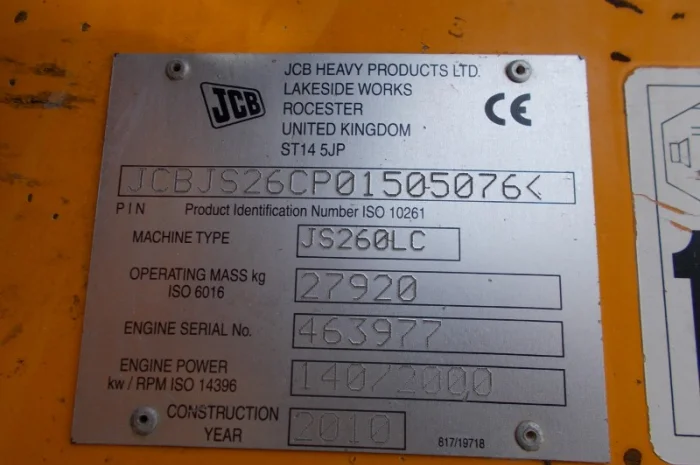 JCB
JCB HEAVY PRODUCTS LTD.
LAKESIDE WORKS
ROCESTER
UNITED KINGDOM
ST14 5JP
CE
JCBJS26CP01505076<
PIN Product Identification Number ISO 10261
MACHINE TYPE JS260LC
OPERATING MASS kg
ISO 6016
27920
ENGINE SERIAL No. 463977
ENGINE POWER
kw / RPM ISO 14396
140/2000
CONSTRUCTION
YEAR
2010
817/19718